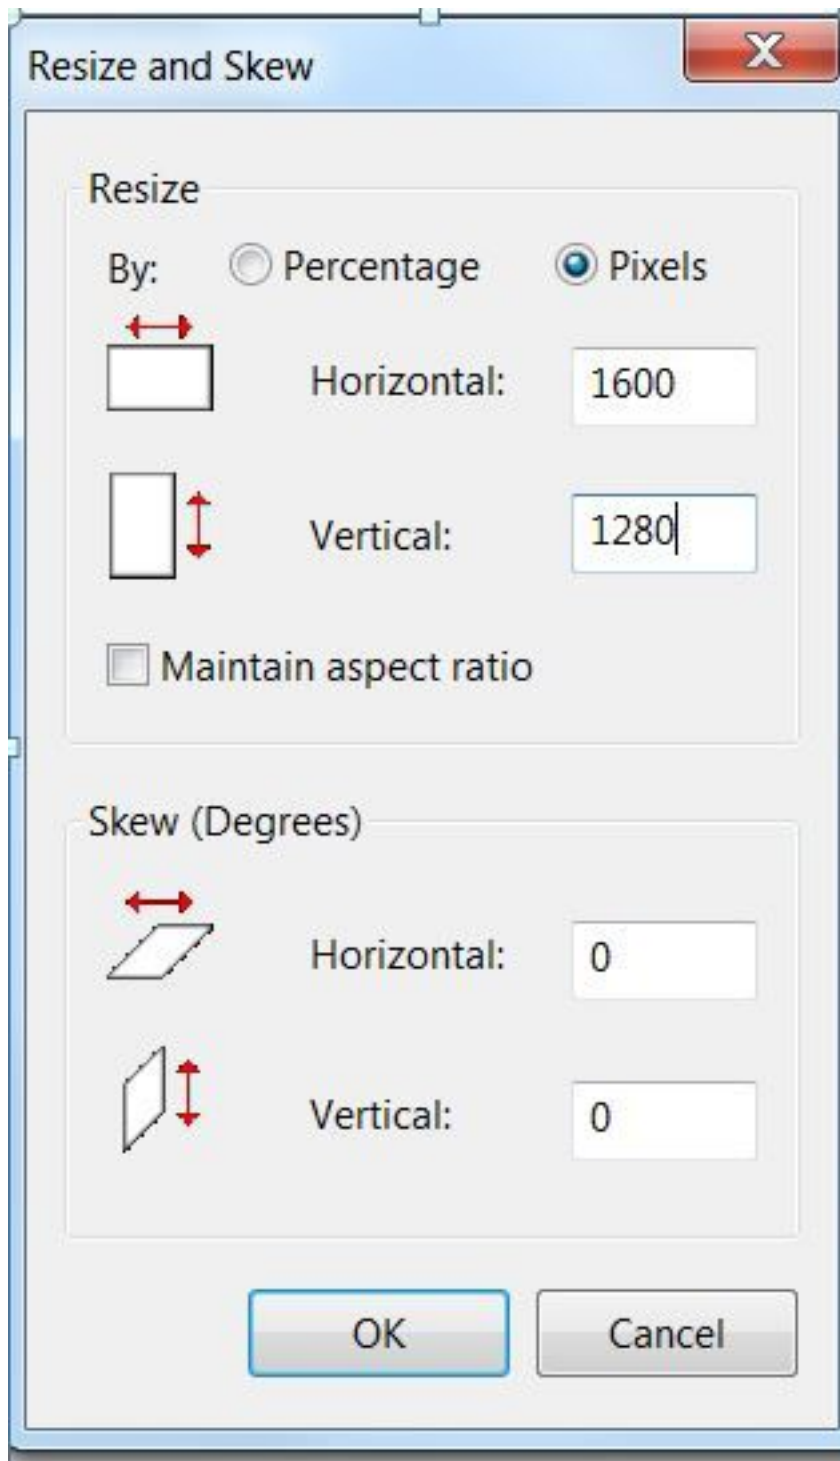 Resize and Skew
Resize
By: Percentage Pixels
Horizontal: 1600
Vertical: 1280
Maintain aspect ratio
Skew (Degrees)
Horizontal: 0
Vertical: 0
OK Cancel